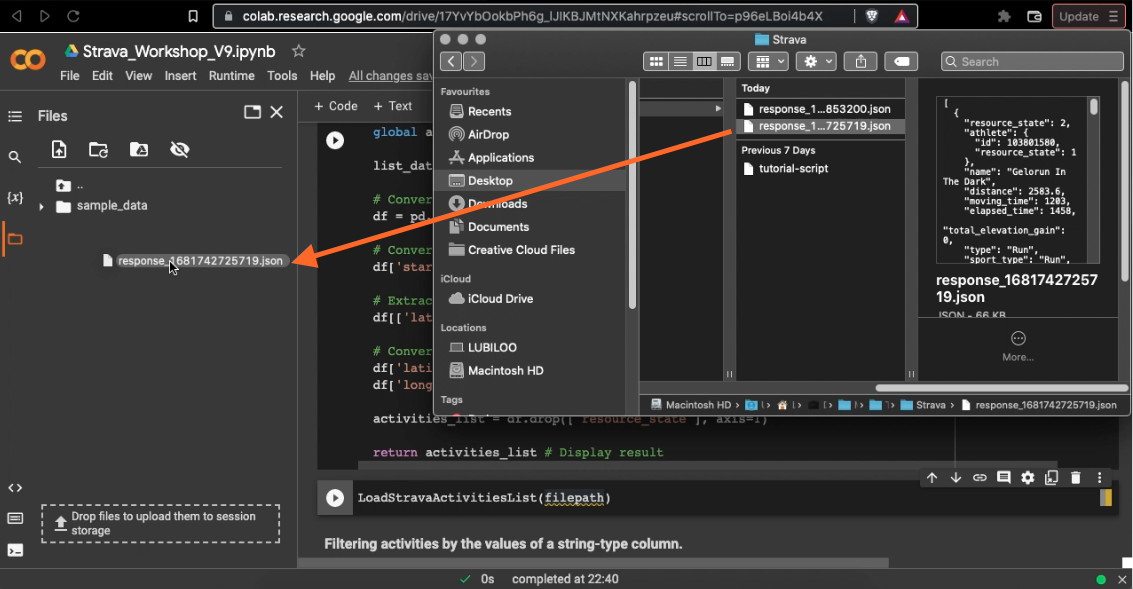 colab.research.google.com/drive/17YvYbOokbPh6g_lJlKBJMtNXKahrpzeu#scrollTo=p96eLBoi4b4X
Update
CO
Strava_Workshop_V9.ipynb
File Edit View Insert Runtime Tools Help All changes sav
Files
..
sample_data
response_1681742725719.json
Drop files to upload them to session
storage
{x}
+ Code + Text
global a
list_dat
# Conver
df = pd.
# Conver
df['star
# Extrac
df[['lat
# Conver
df['lati
df['long
activities_list = df.drop(['resource_state'], axis=1)
return activities_list # Display result
LoadStravaActivitiesList(filepath)
Filtering activities by the values of a string-type column.
0s completed at 22:40
Strava
Search
Favourites
Recents
AirDrop
Applications
Desktop
Downloads
Documents
Creative Cloud Files
iCloud
iCloud Drive
Locations
LUBILOO
Macintosh HD
Tags
Today
response_1...853200.json
response_1...725719.json
Previous 7 Days
tutorial-script
[
{
"resource_state": 2,
"athlete": {
"id": 103801580,
"resource_state": 1
},
"name": "Gelorun In
The Dark",
"distance": 2583.6,
"moving_time": 1203,
"elapsed_time": 1458,
"total_elevation_gain":
0,
"type": "Run",
"sport_type": "Run",
response_16817427257
19.json
JSON - 66 KB
More...
Macintosh HD › Strava › response_1681742725719.json